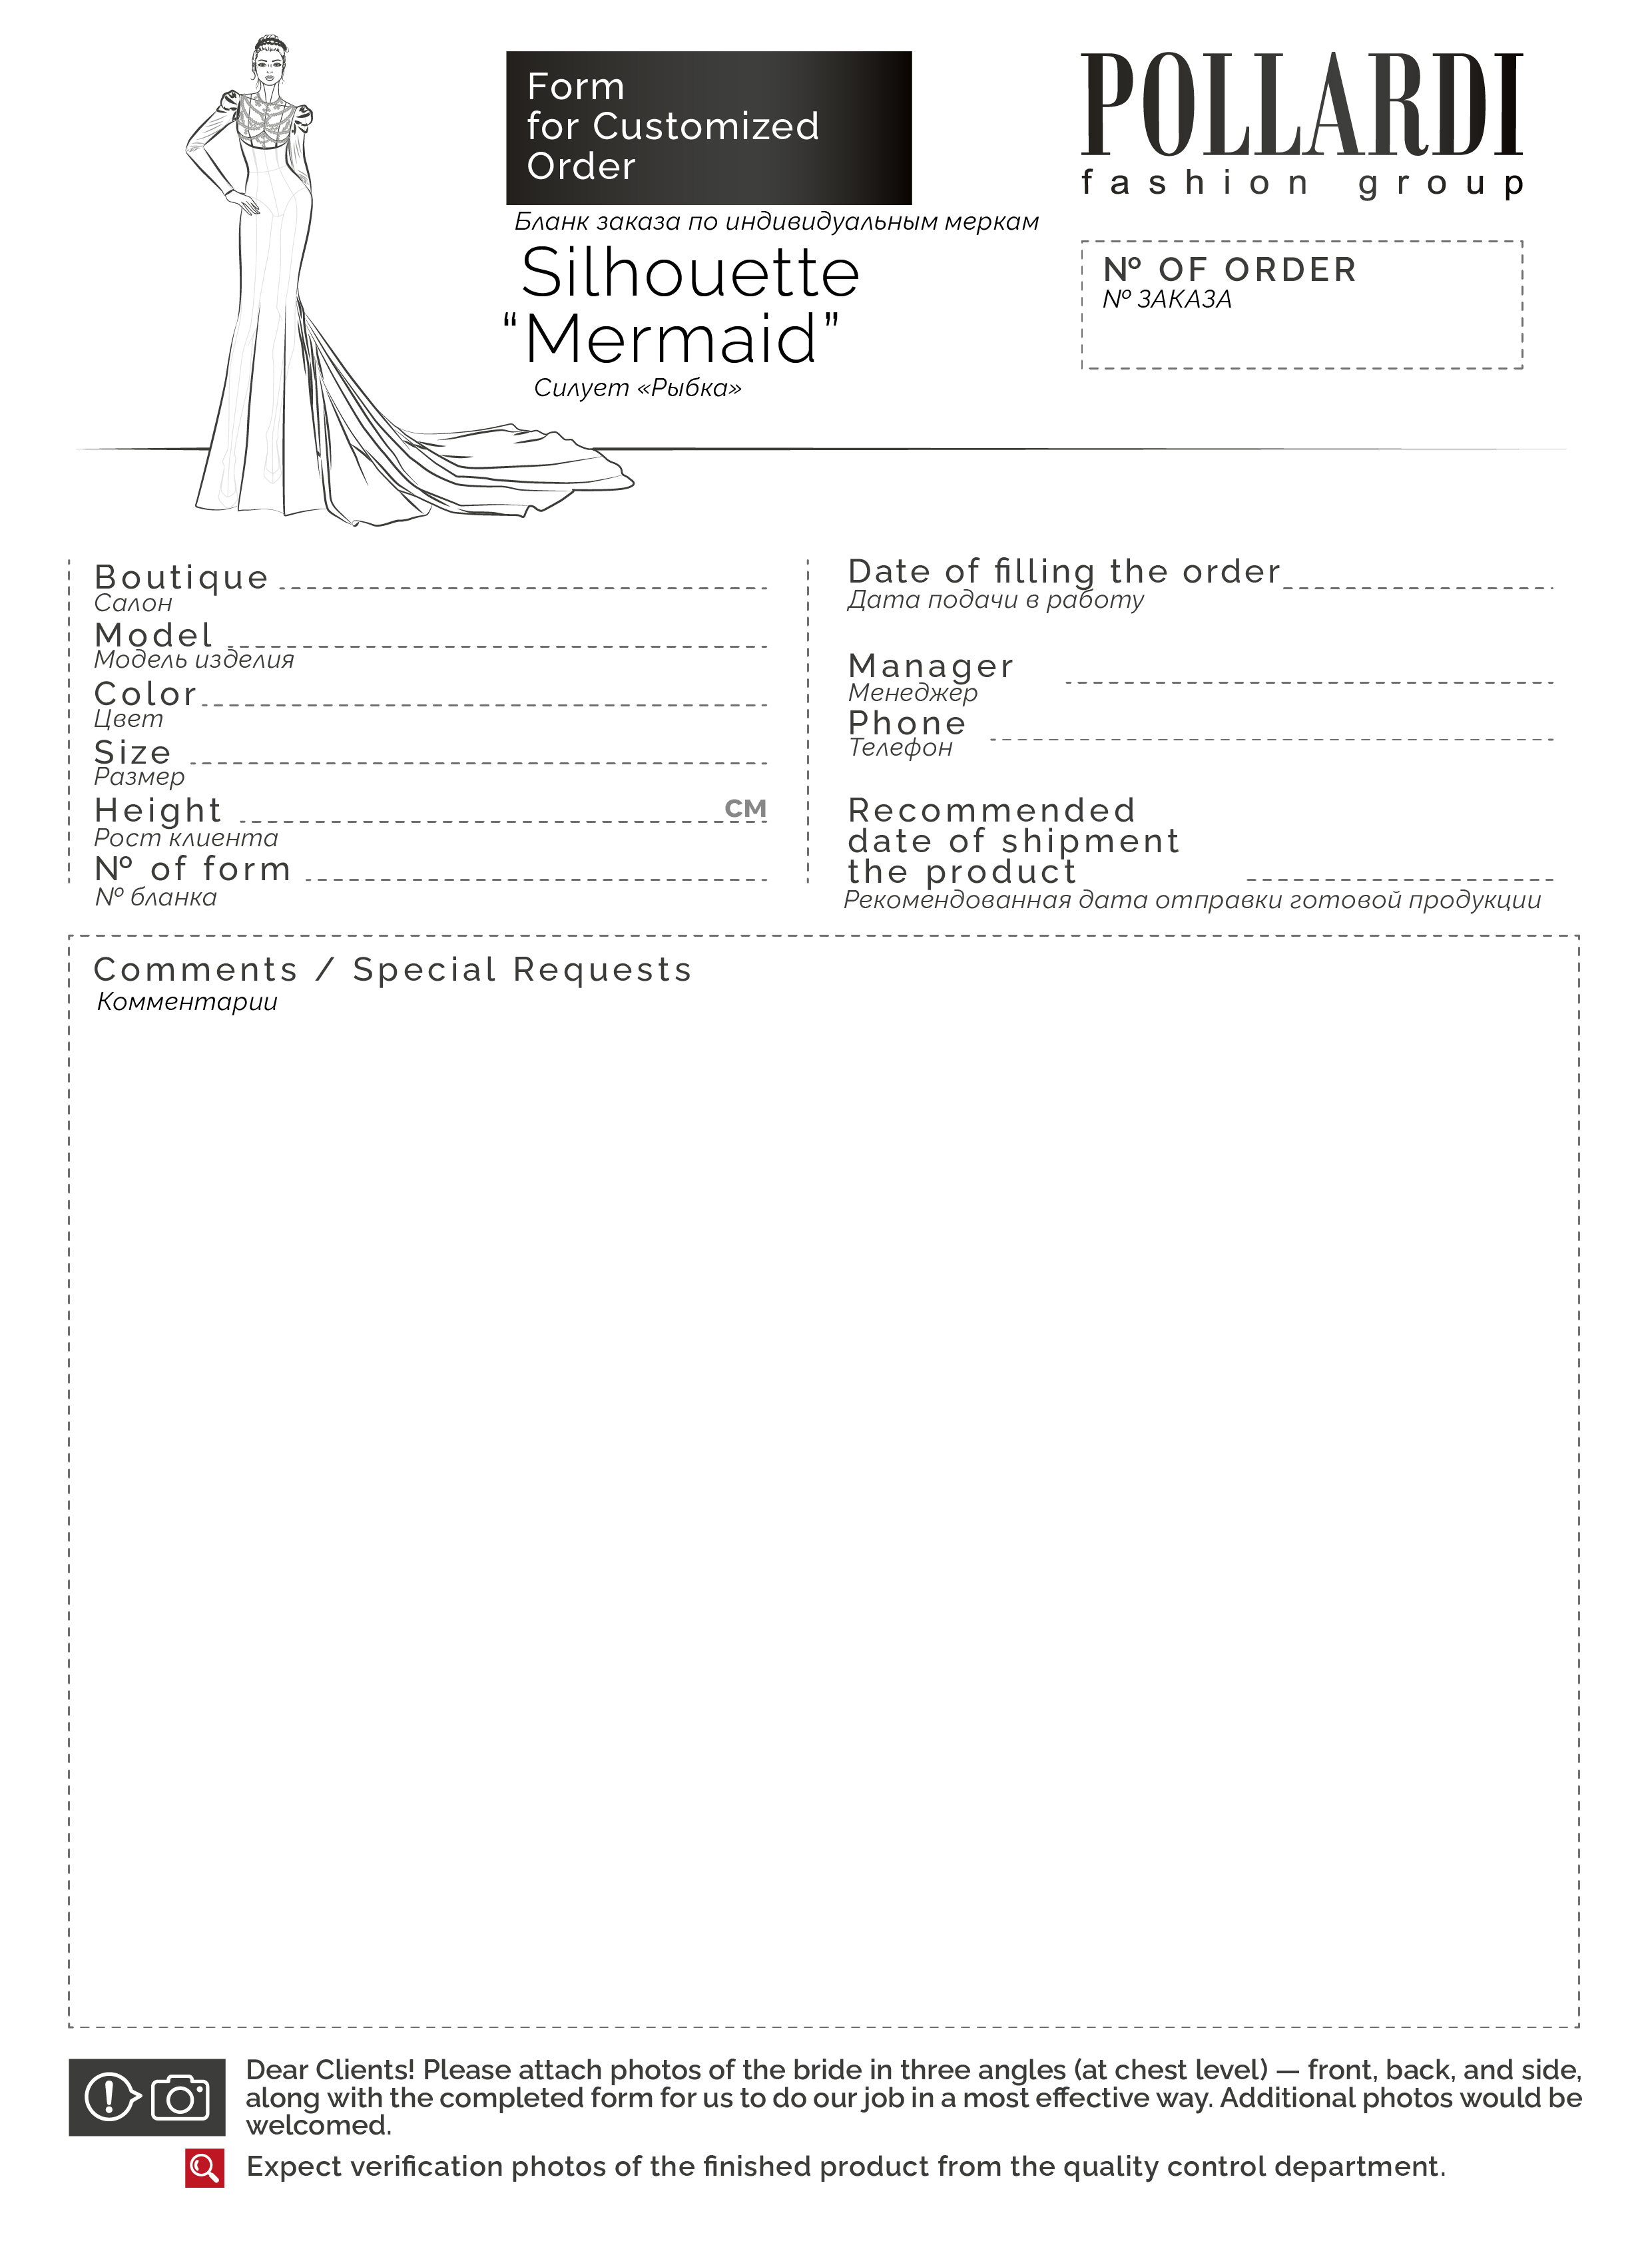 Form
for Customized
Order
Бланк заказа по индивидуальным меркам
Silhouette
“Mermaid”
Силует «Рыбка»
POLLARDI
fashion group
Nº OF ORDER
Nº ЗАКАЗА
Boutique
Салон
Model
Модель изделия
Color
Цвет
Size
Размер
Height CM
Рост клиента
Nº of form
Nº бланка
Date of filling the order
Дата подачи в работу
Manager
Менеджер
Phone
Телефон
Recommended
date of shipment
the product
Рекомендованная дата отправки готовой продукции
Comments / Special Requests
Комментарии
Dear Clients! Please attach photos of the bride in three angles (at chest level) — front, back, and side,
along with the completed form for us to do our job in a most effective way. Additional photos would be
welcomed.
Expect verification photos of the finished product from the quality control department.